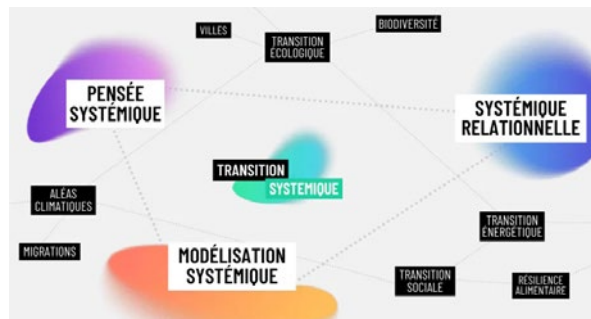 VILLES
BIODIVERSITÉ
TRANSITION
ÉCOLOGIQUE
PENSÉE
SYSTÉMIQUE
SYSTÉMIQUE
RELATIONNELLE
TRANSITION
SYSTEMIQUE
ALÉAS
CLIMATIQUES
TRANSITION
ÉNERGÉTIQUE
MIGRATIONS
MODÉLISATION
SYSTÉMIQUE
TRANSITION
SOCIALE
RÉSILIENCE
ALIMENTAIRE